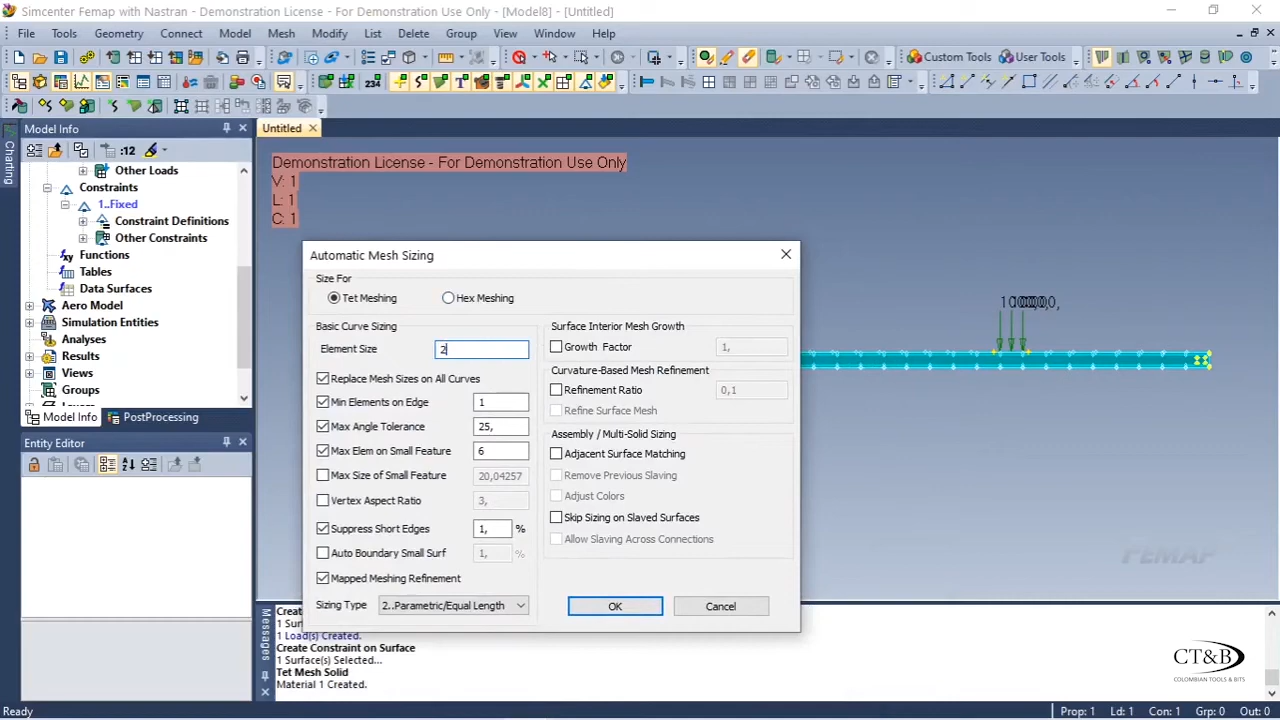 Simcenter Femap with Nastran - Demonstration License - For Demonstration Use Only - [Model8] - [Untitled]
File Tools Geometry Connect Model Mesh Modify List Delete Group View Window Help
Custom Tools User Tools
234
Model Info
Untitled
Charting
:12
Other Loads
Constraints
1..Fixed
Constraint Definitions
Other Constraints
Functions
Tables
Data Surfaces
Aero Model
Simulation Entities
Analyses
Results
Views
Groups
Model Info PostProcessing
Entity Editor
Demonstration License - For Demonstration Use Only
V: 1
L: 1
C: 1
Automatic Mesh Sizing
Size For
Tet Meshing Hex Meshing
Basic Curve Sizing
Element Size 2
Replace Mesh Sizes on All Curves
Min Elements on Edge 1
Max Angle Tolerance 25,
Max Elem on Small Feature 6
Max Size of Small Feature 20,04257
Vertex Aspect Ratio 3,
Suppress Short Edges 1, %
Auto Boundary Small Surf 1, %
Mapped Meshing Refinement
Sizing Type 2..Parametric/Equal Length
Surface Interior Mesh Growth
Growth Factor 1,
Curvature-Based Mesh Refinement
Refinement Ratio 0,1
Refine Surface Mesh
Assembly / Multi-Solid Sizing
Adjacent Surface Matching
Remove Previous Slaving
Adjust Colors
Skip Sizing on Slaved Surfaces
Allow Slaving Across Connections
OK Cancel
FEMAP
Messages
1 Load(s) Created.
Create Constraint on Surface
1 Surface(s) Selected...
Tet Mesh Solid
Material 1 Created.
CT&B
COLOMBIAN TOOLS & BITS
Ready
Prop: 1 Ld: 1 Con: 1 Grp: 0 Out: 0